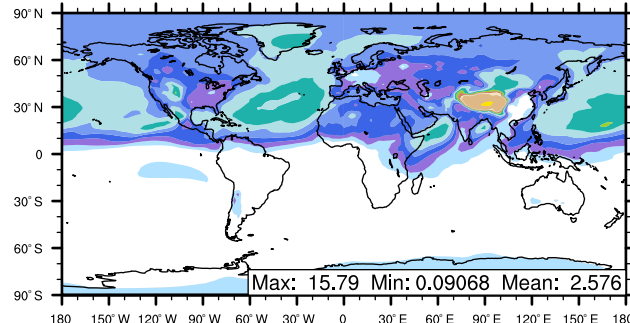 90° N
60° N
30° N
0
30° S
60° S
90° S
Max: 15.79 Min: 0.09068 Mean: 2.576
180 150° W 120° W 90° W 60° W 30° W 0 30° E 60° E 90° E 120° E 150° E 180